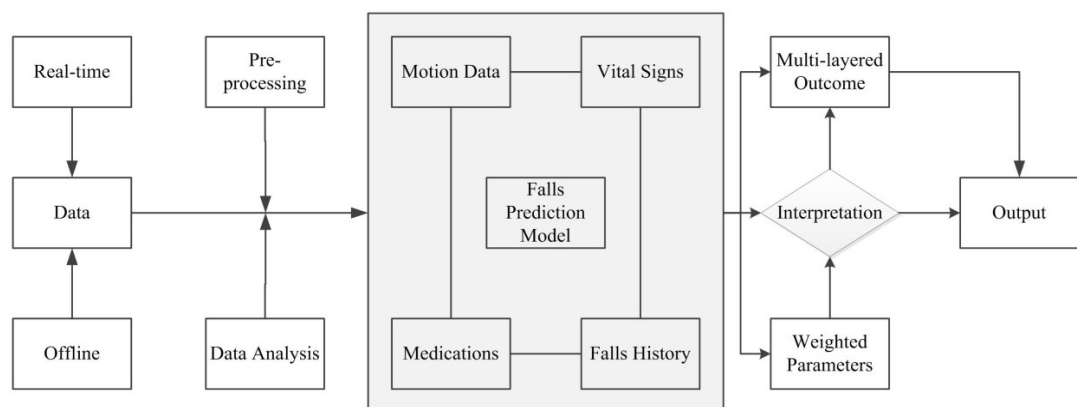 Real-time
Pre-
processing
Motion Data
Vital Signs
Multi-layered
Outcome
Data
Falls
Prediction
Model
Interpretation
Output
Offline
Data Analysis
Medications
Falls History
Weighted
Parameters